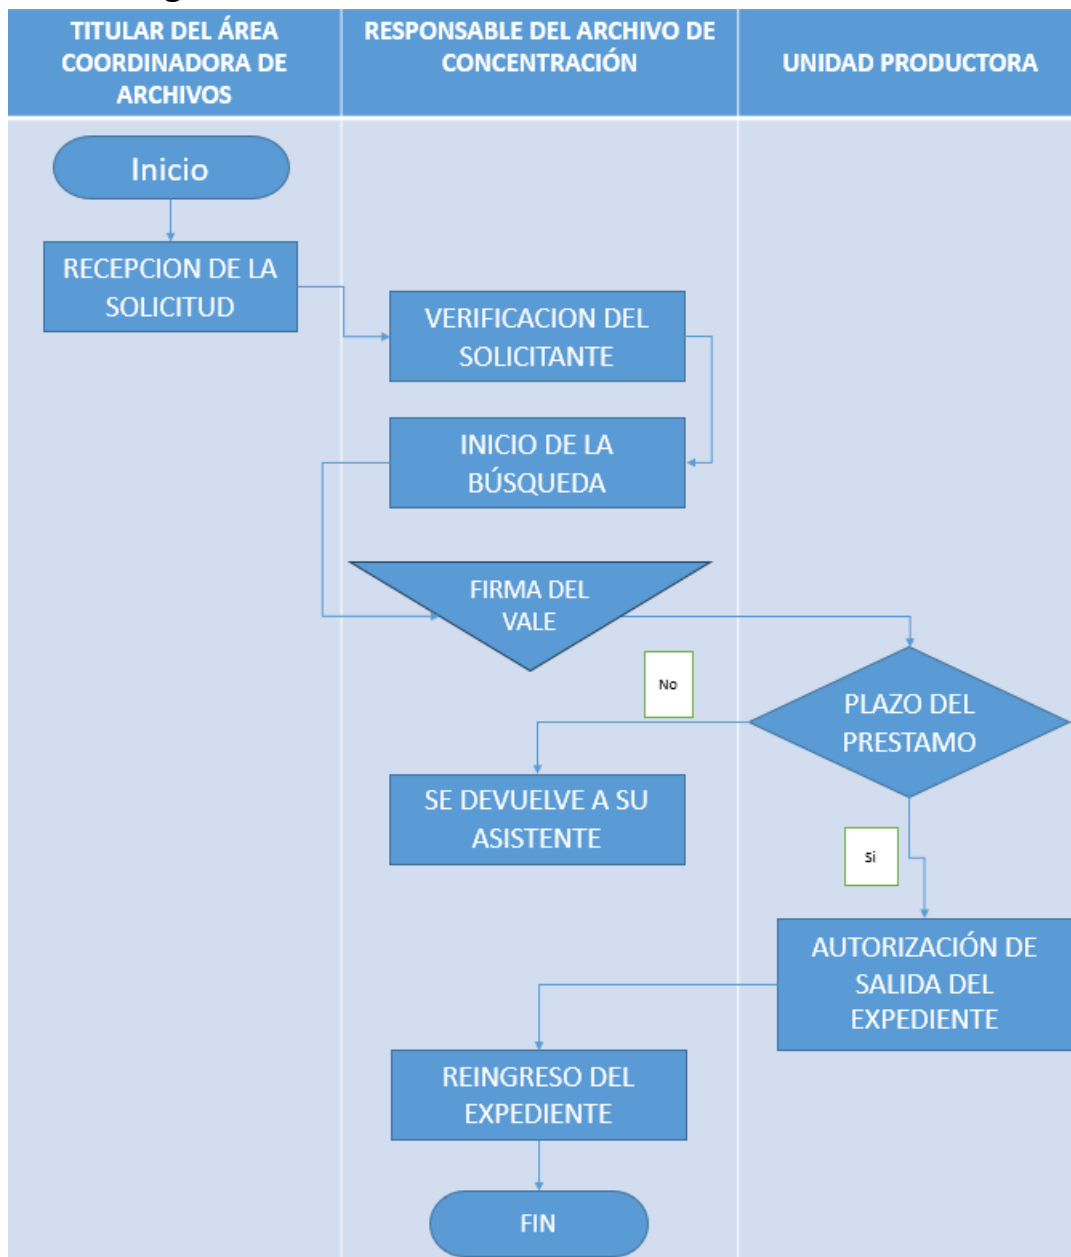 TITULAR DEL ÁREA
COORDINADORA DE
ARCHIVOS
RESPONSABLE DEL ARCHIVO DE
CONCENTRACIÓN
UNIDAD PRODUCTORA
Inicio
RECEPCION DE LA
SOLICITUD
VERIFICACION DEL
SOLICITANTE
INICIO DE LA
BÚSQUEDA
FIRMA DEL
VALE
No
PLAZO DEL
PRESTAMO
SE DEVUELVE A SU
ASISTENTE
Si
AUTORIZACIÓN DE
SALIDA DEL
EXPEDIENTE
REINGRESO DEL
EXPEDIENTE
FIN